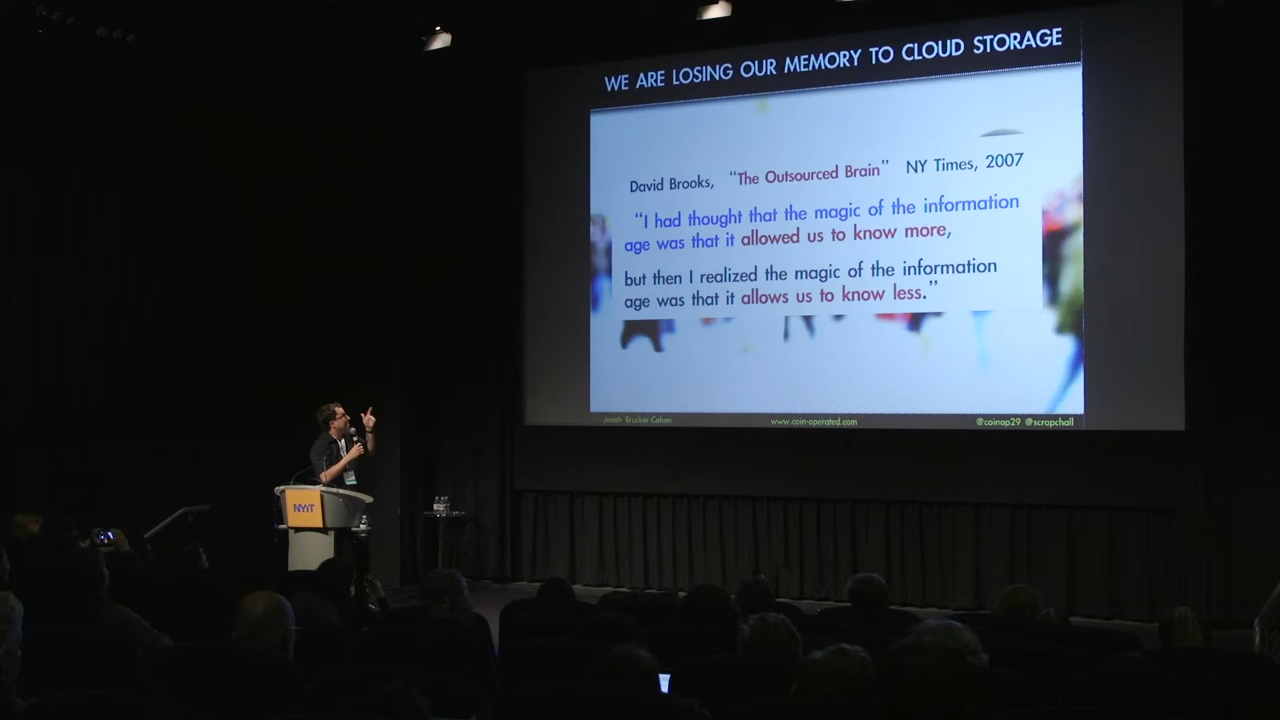 WE ARE LOSING OUR MEMORY TO CLOUD STORAGE
David Brooks, “The Outsourced Brain” NY Times, 2007
“I had thought that the magic of the information
age was that it allowed us to know more,
but then I realized the magic of the information
age was that it allows us to know less.”
Jonah Brucker-Cohen www.coin-operated.com @coinop29 @scrapchall
NYIT